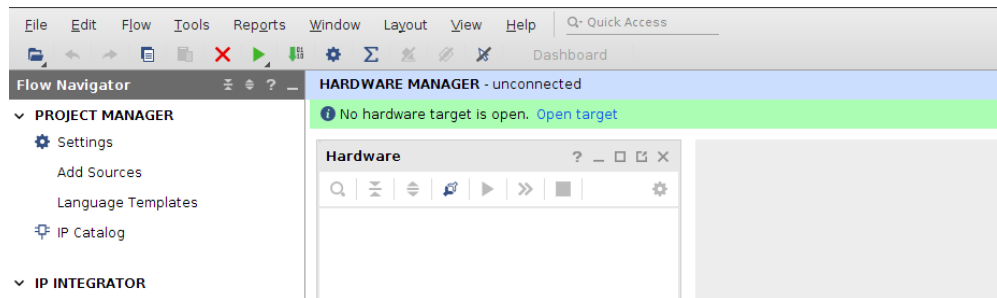 File Edit Flow Tools Reports Window Layout View Help Q- Quick Access
Dashboard
Flow Navigator ? HARDWARE MANAGER - unconnected
PROJECT MANAGER No hardware target is open. Open target
Settings Hardware ?
Add Sources
Language Templates
IP Catalog
IP INTEGRATOR